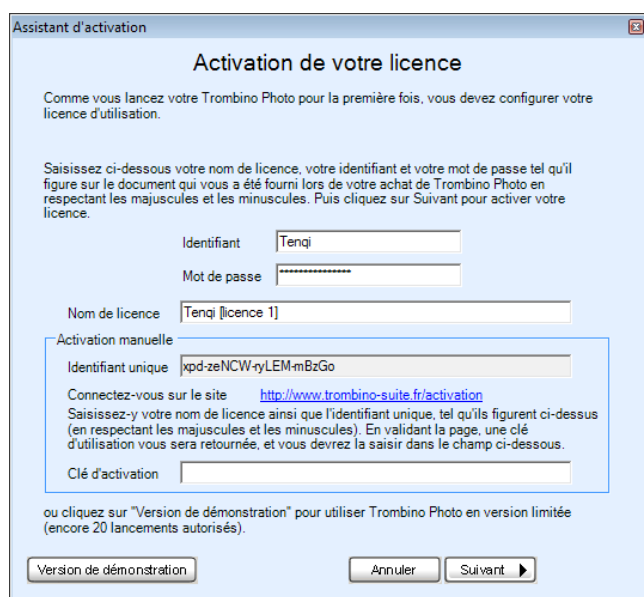 Assistant d'activation
Activation de votre licence
Comme vous lancez votre Trombino Photo pour la première fois, vous devez configurer votre
licence d'utilisation.
Saisissez ci-dessous votre nom de licence, votre identifiant et votre mot de passe tel qu'il
figure sur le document qui vous a été fourni lors de votre achat de Trombino Photo en
respectant les majuscules et les minuscules. Puis cliquez sur Suivant pour activer votre
licence.
Identifiant Tenqi
Mot de passe ***************
Nom de licence Tenqi [licence 1]
Activation manuelle
Identifiant unique xpd-zeNCW-ryLEM-mBzGo
Connectez-vous sur le site http://www.trombino-suite.fr/activation
Saisissez-y votre nom de licence ainsi que l'identifiant unique, tel qu'ils figurent ci-dessus
(en respectant les majuscules et les minuscules). En validant la page, une clé
d'utilisation vous sera retournée, et vous devrez la saisir dans le champ ci-dessous.
Clé d'activation
ou cliquez sur "Version de démonstration" pour utiliser Trombino Photo en version limitée
(encore 20 lancements autorisés).
Version de démonstration Annuler Suivant